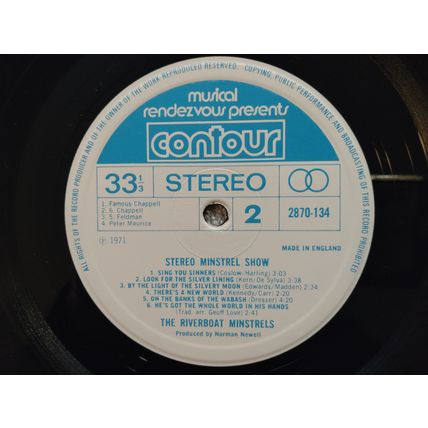 ALL RIGHTS OF THE RECORD PRODUCER AND OF THE OWNER OF THE WORK REPRODUCED RESERVED. COPYING, PUBLIC PERFORMANCE AND BROADCASTING OF THIS RECORD PROHIBITED
musical
rendezvous presents
contour
33 1/3 STEREO
1. Famous Chappell
2. 6. Chappell
3. 5. Feldman
4. Peter Maurice
2 2870-134
℗ 1971
MADE IN ENGLAND
STEREO MINSTREL SHOW
1. SING YOU SINNERS (Coslow/Harling) 3:03
2. LOOK FOR THE SILVER LINING (Kern/De Sylva) 2:38
3. BY THE LIGHT OF THE SILVERY MOON (Edwards/Madden) 2:34
4. THERE'S A NEW WORLD (Kennedy/Carr) 2:20
5. ON THE BANKS OF THE WABASH (Dresser) 4:20
6. HE'S GOT THE WHOLE WORLD IN HIS HANDS
(Trad. arr. Geoff Love) 2:41
THE RIVERBOAT MINSTRELS
Produced by Norman Newell